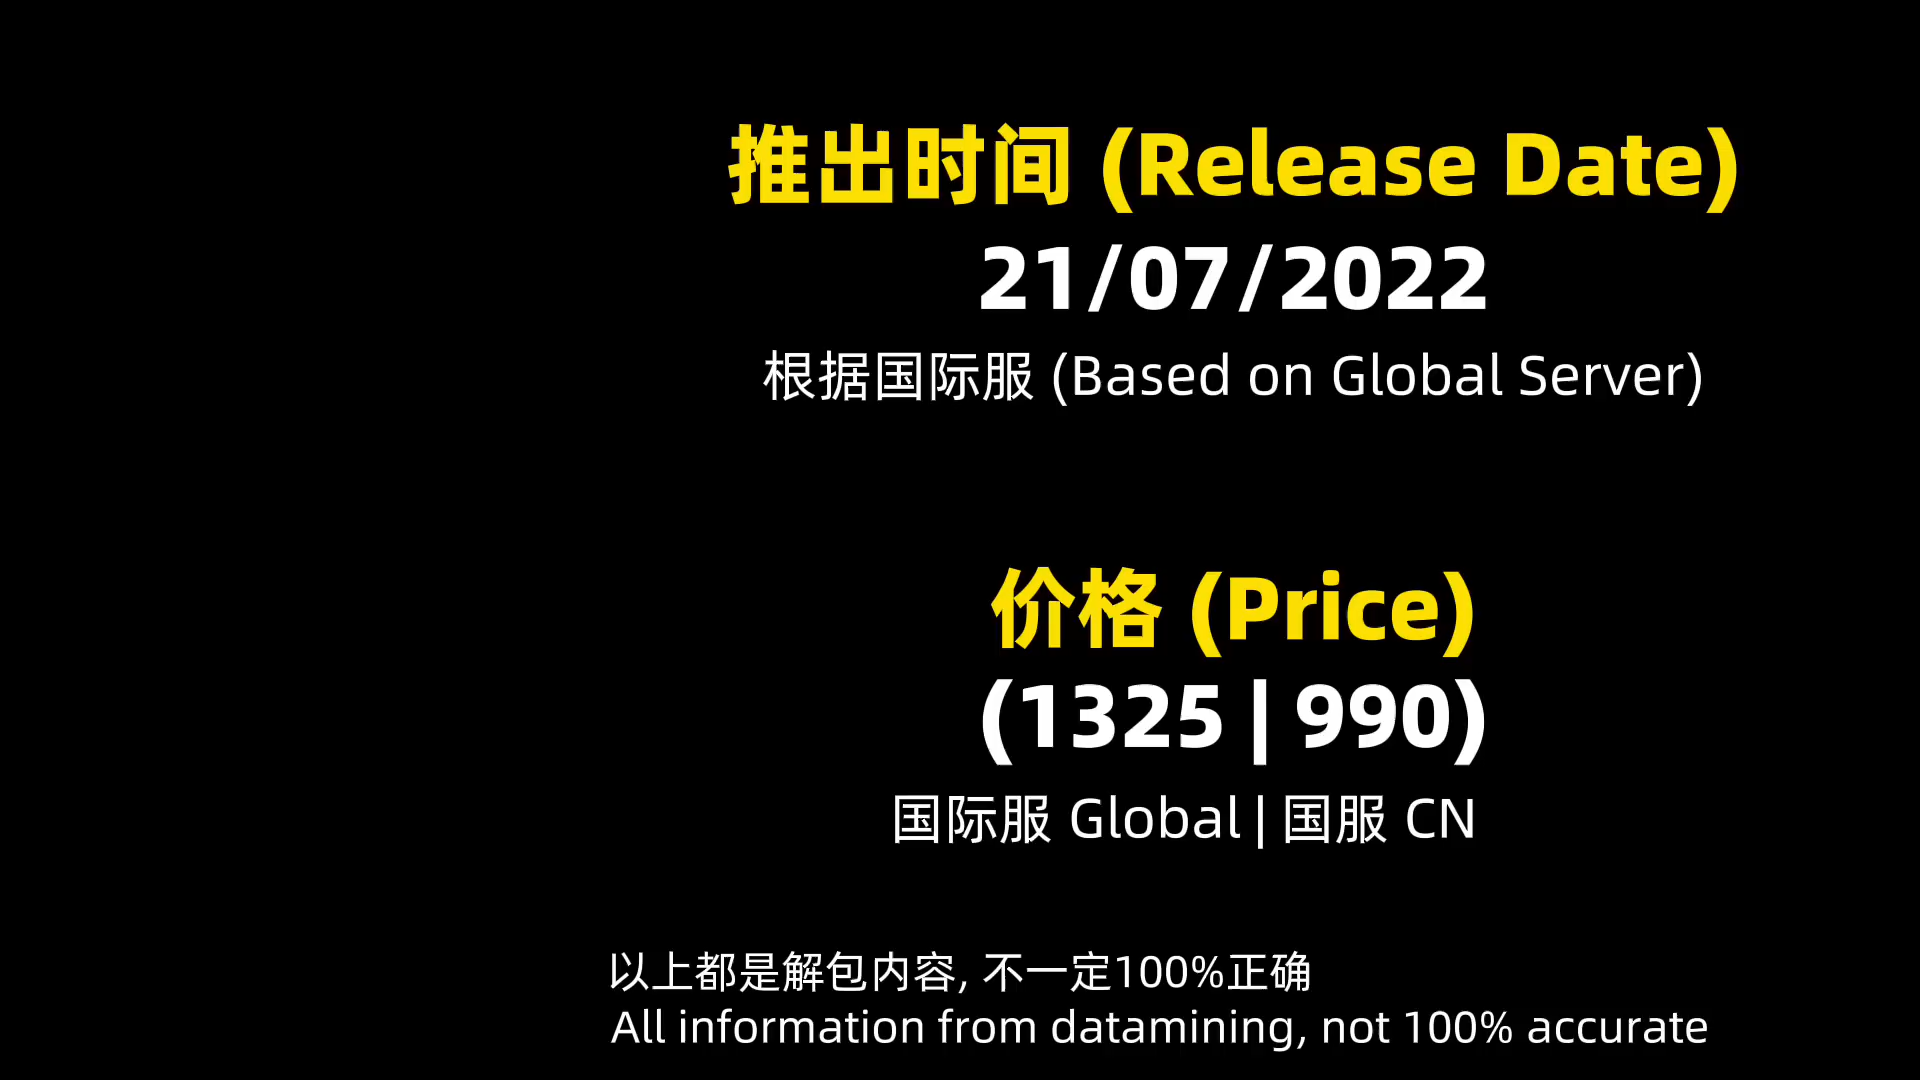 推出时间 (Release Date)
21/07/2022
根据国际服 (Based on Global Server)
价格 (Price)
(1325 | 990)
国际服 Global | 国服 CN
以上都是解包内容, 不一定100%正确
All information from datamining, not 100% accurate